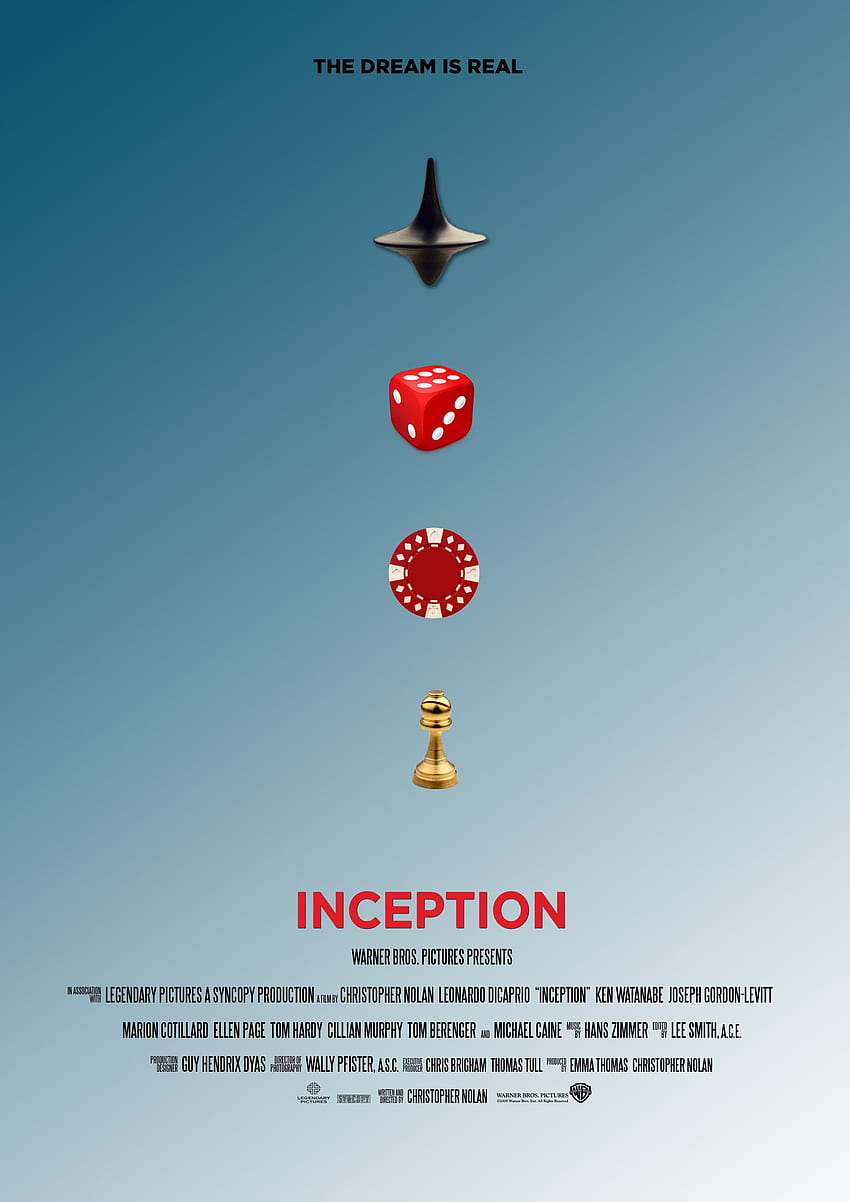 THE DREAM IS REAL
INCEPTION
WARNER BROS. PICTURES PRESENTS
IN ASSOCIATION WITH LEGENDARY PICTURES A SYNCOPY PRODUCTION A FILM BY CHRISTOPHER NOLAN LEONARDO DICAPRIO “INCEPTION” KEN WATANABE JOSEPH GORDON-LEVITT
MARION COTILLARD ELLEN PAGE TOM HARDY CILLIAN MURPHY TOM BERENGER AND MICHAEL CAINE MUSIC BY HANS ZIMMER EDITED BY LEE SMITH, A.C.E.
PRODUCTION DESIGNER GUY HENDRIX DYAS DIRECTOR OF PHOTOGRAPHY WALLY PFISTER, A.S.C. EXECUTIVE PRODUCER CHRIS BRIGHAM THOMAS TULL PRODUCED BY EMMA THOMAS CHRISTOPHER NOLAN
LEGENDARY PICTURES WRITTEN AND DIRECTED BY CHRISTOPHER NOLAN WARNER BROS. PICTURES